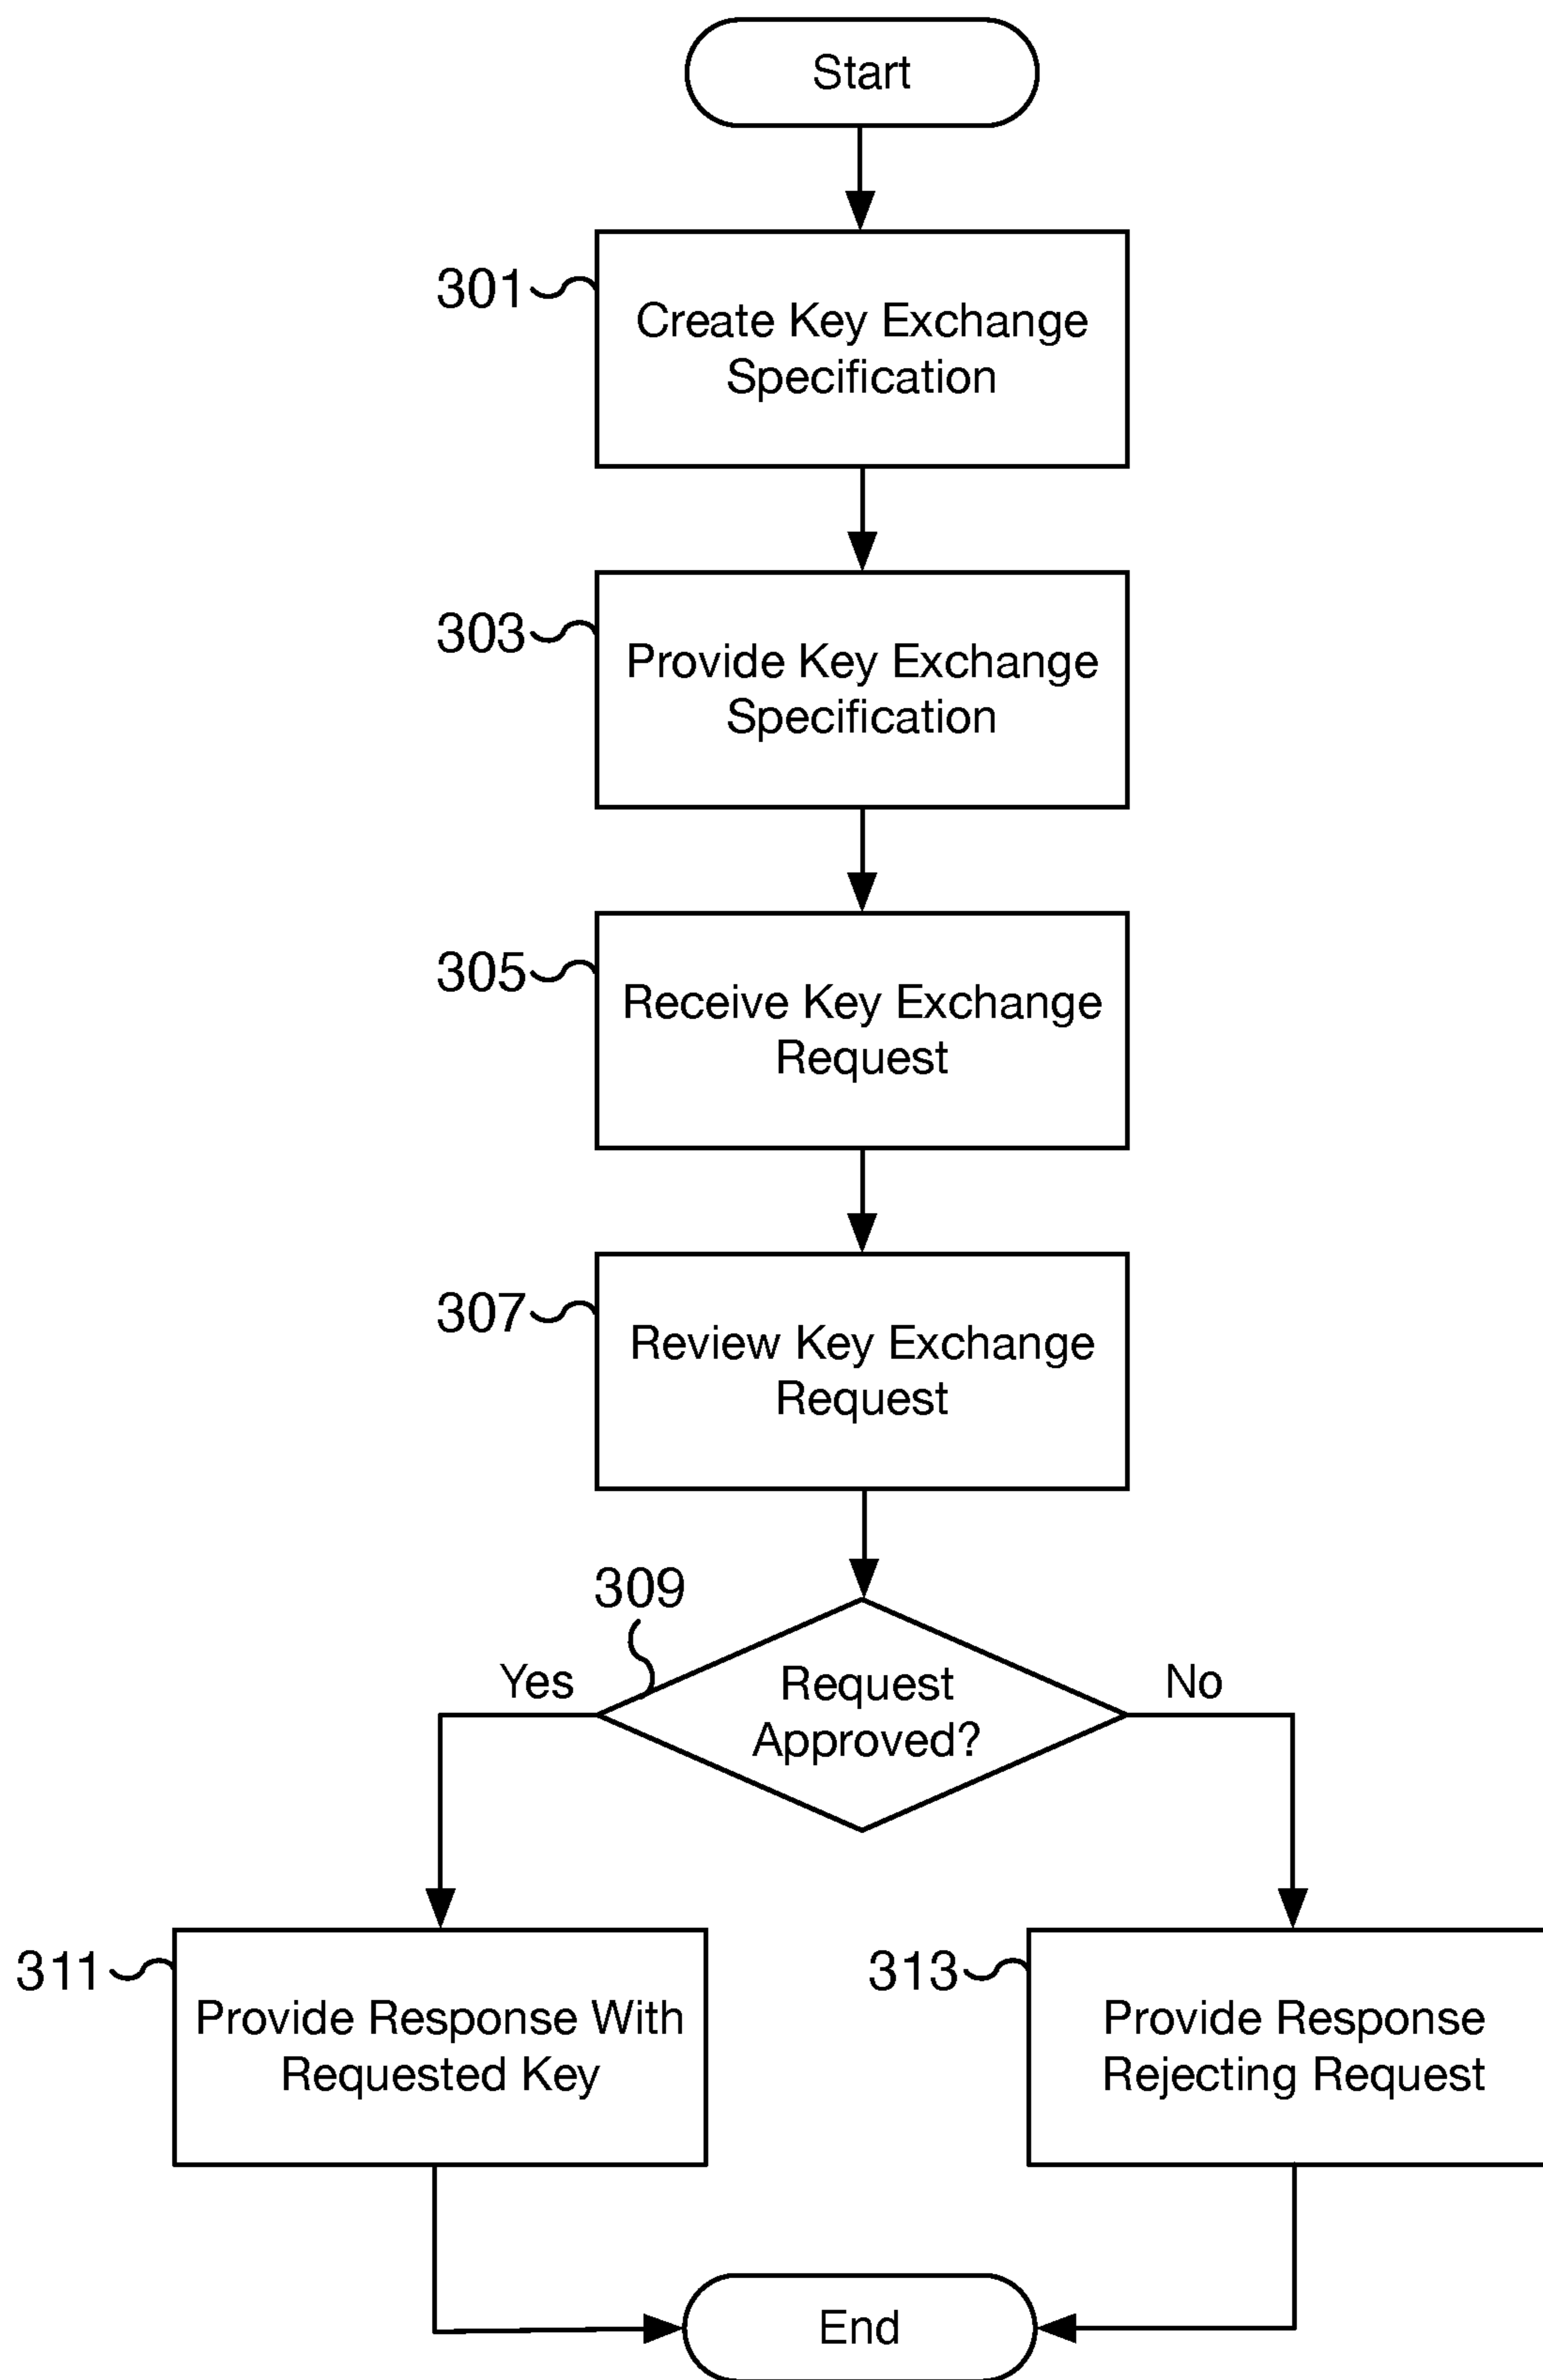 Start
301
Create Key Exchange
Specification
303
Provide Key Exchange
Specification
305
Receive Key Exchange
Request
307
Review Key Exchange
Request
309
Yes
Request
Approved?
No
311
Provide Response With
Requested Key
313
Provide Response
Rejecting Request
End